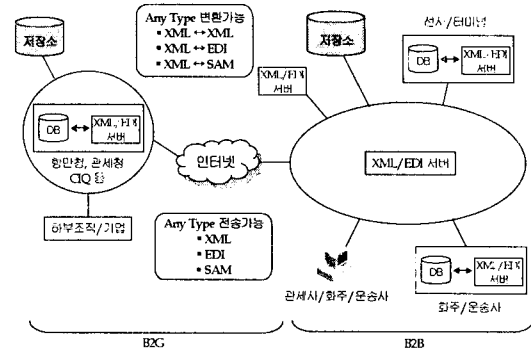 저장소
Any Type 변환가능
▪ XML ↔ XML
▪ XML ↔ EDI
▪ XML ↔ SAM
저장소
선사/터미널
DB
XML/EDI
서버
XML/EDI
서버
DB
XML/EDI
서버
항만청, 관세청
CIQ 등
인터넷
XML/EDI 서버
하부조직/기업
Any Type 전송가능
▪ XML
▪ EDI
▪ SAM
관세사/화주/운송사
DB
XML/EDI
서버
화주/운송사
B2G
B2B